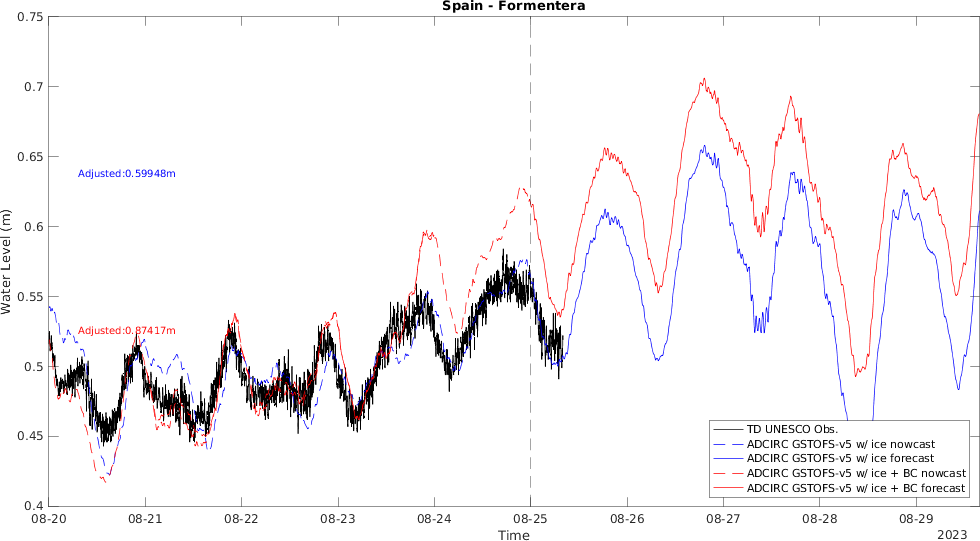 Spain - Formentera
0.75
0.7
0.65
0.6
0.55
0.5
0.45
0.4
Water Level (m)
Adjusted:0.59948m
Adjusted:0.87417m
TD UNESCO Obs.
ADCIRC GSTOFS-v5 w/ ice nowcast
ADCIRC GSTOFS-v5 w/ ice forecast
ADCIRC GSTOFS-v5 w/ ice + BC nowcast
ADCIRC GSTOFS-v5 w/ ice + BC forecast
08-20 08-21 08-22 08-23 08-24 08-25 08-26 08-27 08-28 08-29
Time
2023